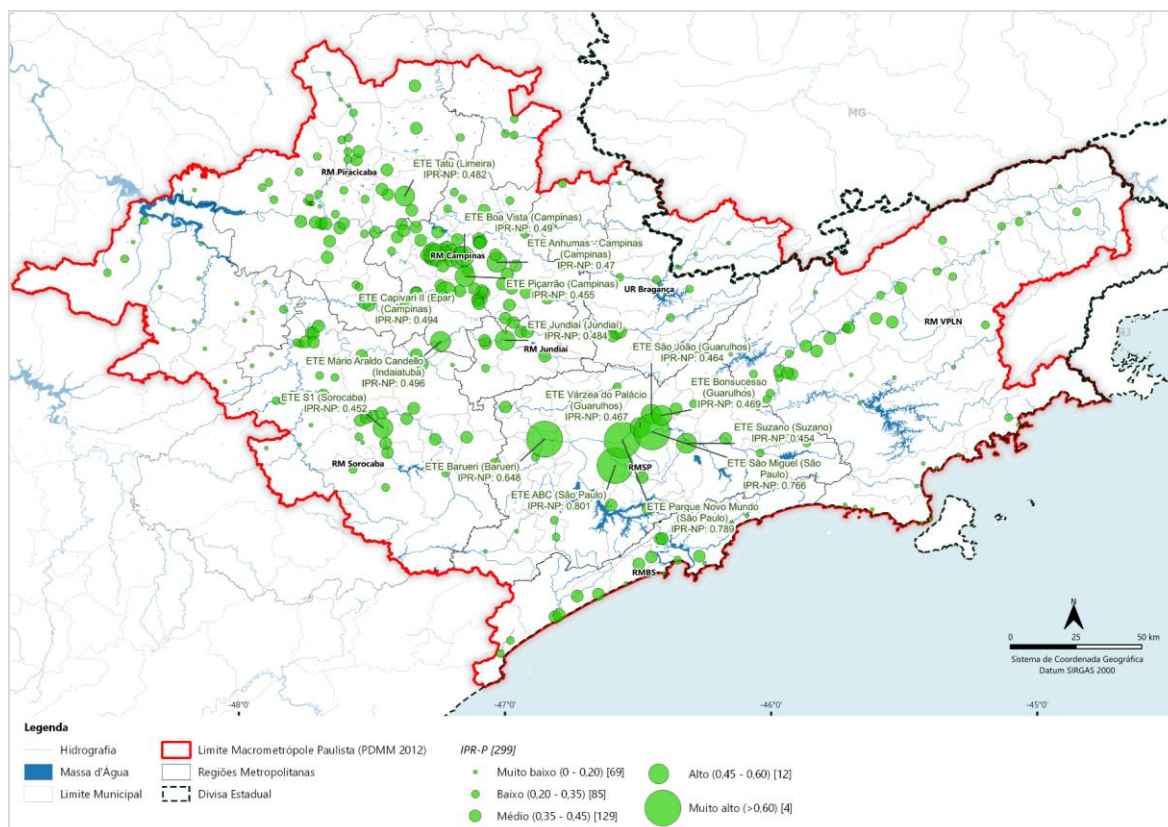 MG
ETE Tatu (Limeira)
IPR-NP: 0.482
RM Piracicaba
ETE Boa Vista (Campinas)
IPR-NP: 0.49
ETE Anhumas - Campinas
(Campinas)
IPR-NP: 0.47
RM Campinas
ETE Piçarrão (Campinas)
IPR-NP: 0.455
UR Bragança
ETE Capivari II (Epar)
(Campinas)
IPR-NP: 0.494
ETE Jundiaí (Jundiaí)
IPR-NP: 0.484
RM Jundiaí
RM VPLN
RJ
ETE São João (Guarulhos)
IPR-NP: 0.464
ETE Mário Araldo Candello
(Indaiatuba)
IPR-NP: 0.496
ETE Bonsucesso
(Guarulhos)
IPR-NP: 0.469
ETE Várzea do Palácio
(Guarulhos)
IPR-NP: 0.467
ETE S1 (Sorocaba)
IPR-NP: 0.452
ETE Suzano (Suzano)
IPR-NP: 0.454
RM Sorocaba
ETE Barueri (Barueri)
IPR-NP: 0.648
RMSP
ETE São Miguel (São
Paulo)
IPR-NP: 0.766
ETE ABC (São Paulo)
IPR-NP: 0.801
ETE Parque Novo Mundo
(São Paulo)
IPR-NP: 0.789
RMBS
N
0 25 50 km
Sistema de Coordenada Geográfica
Datum SIRGAS 2000
-48°0 -47°0 -46°0 -45°0
Legenda
Hidrografia
Massa d'Água
Limite Municipal
Limite Macrometrópole Paulista (PDMM 2012)
Regiões Metropolitanas
Divisa Estadual
IPR-P [299]
Muito baixo (0 - 0,20) [69]
Baixo (0,20 - 0,35) [85]
Médio (0,35 - 0,45) [129]
Alto (0,45 - 0,60) [12]
Muito alto (>0,60) [4]